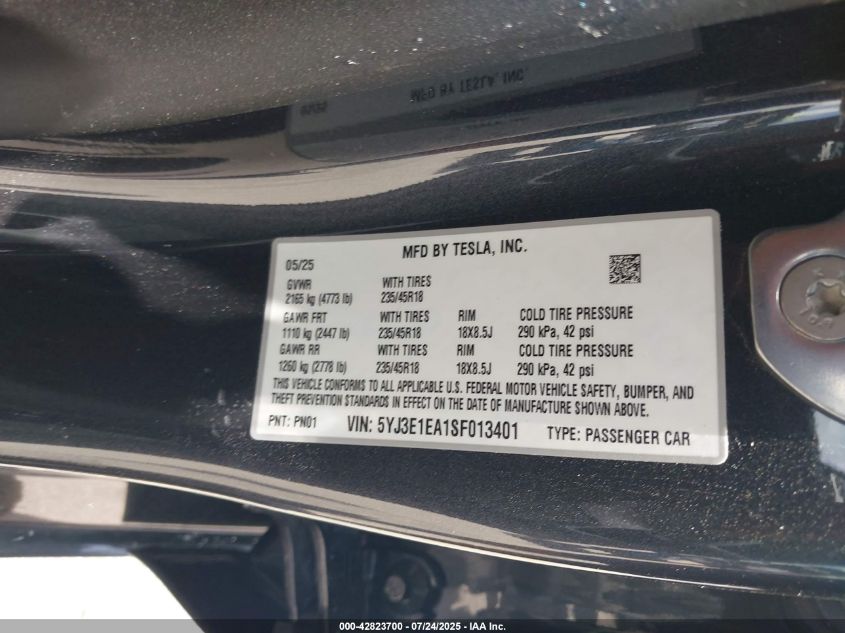 MFD BY TESLA, INC.
05/25
GVWR WITH TIRES
2165 kg (4773 lb) 235/45R18
GAWR FRT WITH TIRES RIM COLD TIRE PRESSURE
1110 kg (2447 lb) 235/45R18 18X8.5J 290 kPa, 42 psi
GAWR RR WITH TIRES RIM COLD TIRE PRESSURE
1260 kg (2778 lb) 235/45R18 18X8.5J 290 kPa, 42 psi
THIS VEHICLE CONFORMS TO ALL APPLICABLE U.S. FEDERAL MOTOR VEHICLE SAFETY, BUMPER, AND
THEFT PREVENTION STANDARDS IN EFFECT ON THE DATE OF MANUFACTURE SHOWN ABOVE.
PNT: PN01 VIN: 5YJ3E1EA1SF013401 TYPE: PASSENGER CAR
000-42823700 - 07/24/2025 - IAA Inc.